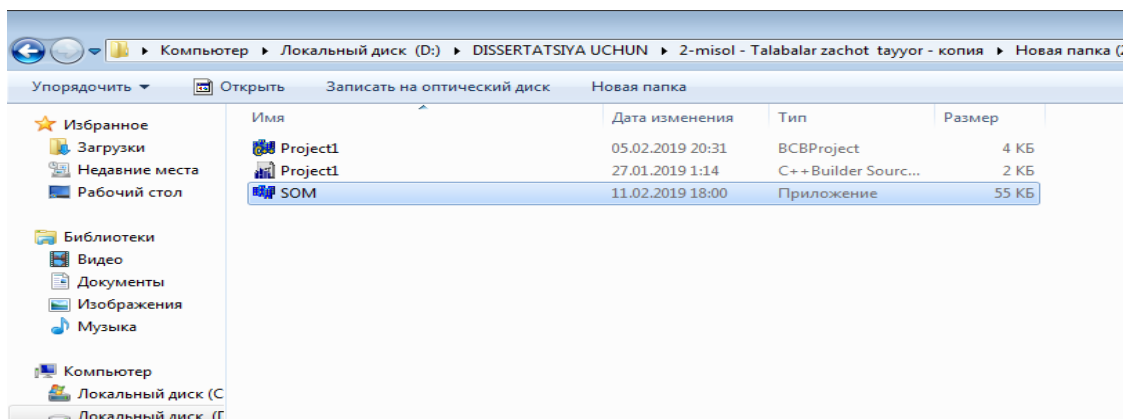 Компьютер ▸ Локальный диск (D:) ▸ DISSERTATSIYA UCHUN ▸ 2-misol - Talabalar zachot tayyor - копия ▸ Новая папка (2
Упорядочить Открыть Записать на оптический диск Новая папка
Избранное
Загрузки
Недавние места
Рабочий стол
Библиотеки
Видео
Документы
Изображения
Музыка
Компьютер
Локальный диск (C
Локальный диск (D
Имя Дата изменения Тип Размер
Project1 05.02.2019 20:31 BCBProject 4 КБ
Project1 27.01.2019 1:14 C++Builder Sourc... 2 КБ
SOM 11.02.2019 18:00 Приложение 55 КБ